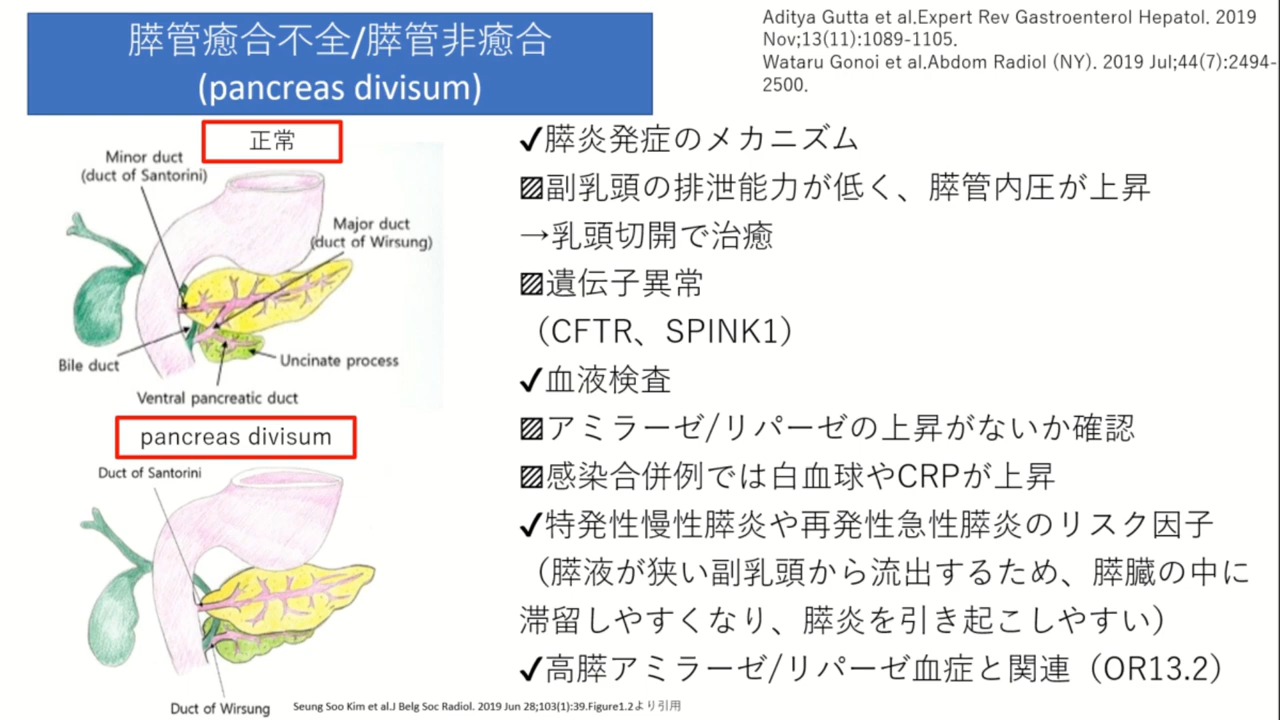 膵管癒合不全/膵管非癒合
(pancreas divisum)
Aditya Gutta et al.Expert Rev Gastroenterol Hepatol. 2019
Nov;13(11):1089-1105.
Wataru Gonoi et al.Abdom Radiol (NY). 2019 Jul;44(7):2494-
2500.
正常
Minor duct
(duct of Santorini)
Major duct
(duct of Wirsung)
Bile duct
Uncinate process
Ventral pancreatic duct
pancreas divisum
Duct of Santorini
Duct of Wirsung
Seung Soo Kim et al.J Belg Soc Radiol. 2019 Jun 28;103(1):39.Figure1.2より引用
✓膵炎発症のメカニズム
▨副乳頭の排泄能力が低く、膵管内圧が上昇
→乳頭切開で治癒
▨遺伝子異常
（CFTR、SPINK1）
✓血液検査
▨アミラーゼ/リパーゼの上昇がないか確認
▨感染合併例では白血球やCRPが上昇
✓特発性慢性膵炎や再発性急性膵炎のリスク因子
（膵液が狭い副乳頭から流出するため、膵臓の中に
滞留しやすくなり、膵炎を引き起こしやすい）
✓高膵アミラーゼ/リパーゼ血症と関連（OR13.2）